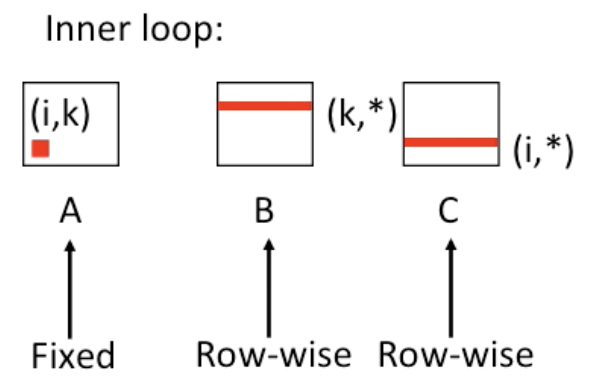 Inner loop:
(i,k)
(k,*)
(i,*)
A B C
Fixed Row-wise Row-wise